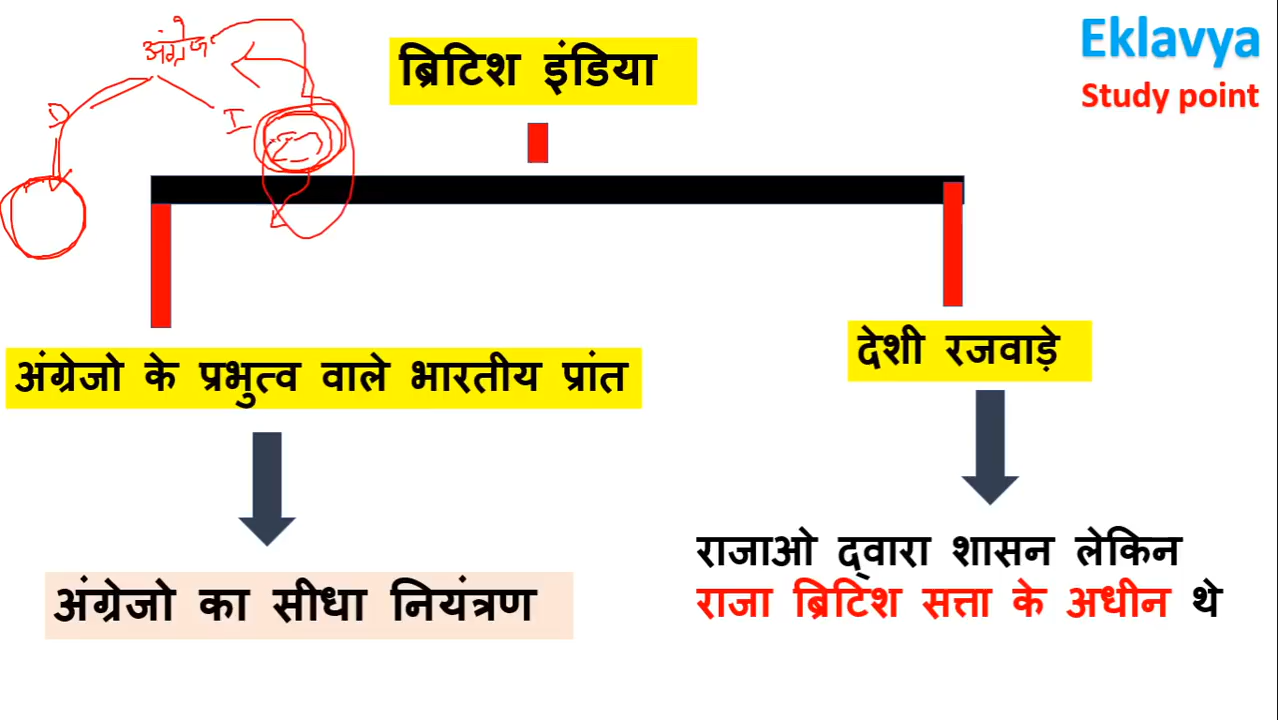 Eklavya
Study point
अंग्रेज
D
I
ब्रिटिश इंडिया
अंग्रेजो के प्रभुत्व वाले भारतीय प्रांत
देशी रजवाड़े
अंग्रेजो का सीधा नियंत्रण
राजाओ द्वारा शासन लेकिन
राजा ब्रिटिश सत्ता के अधीन थे